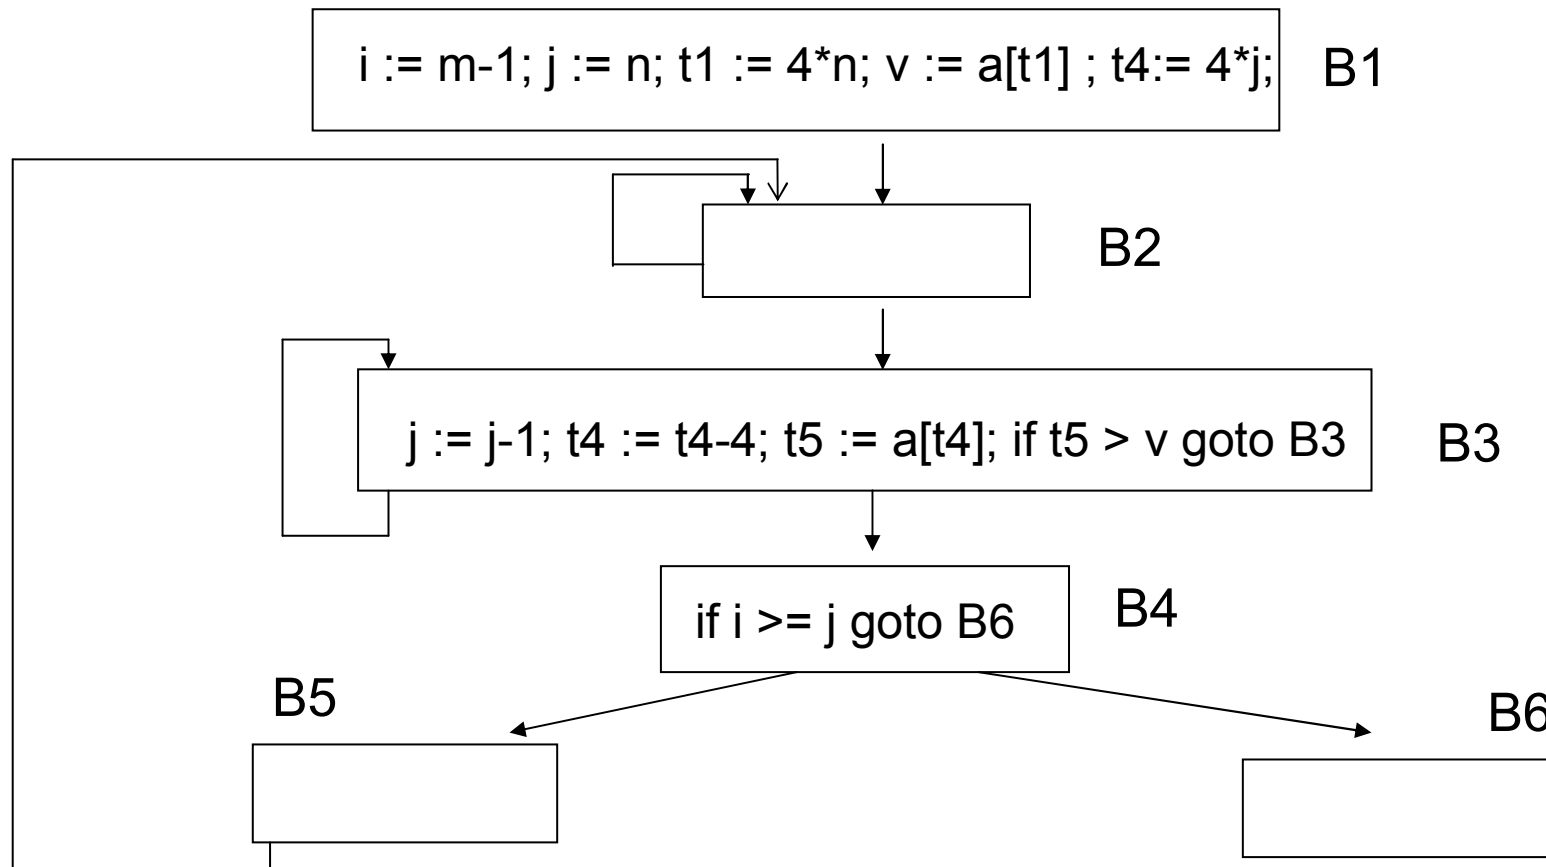 i := m-1; j := n; t1 := 4*n; v := a[t1] ; t4:= 4*j;
B1
B2
j := j-1; t4 := t4-4; t5 := a[t4]; if t5 > v goto B3
B3
if i >= j goto B6
B4
B5
B6